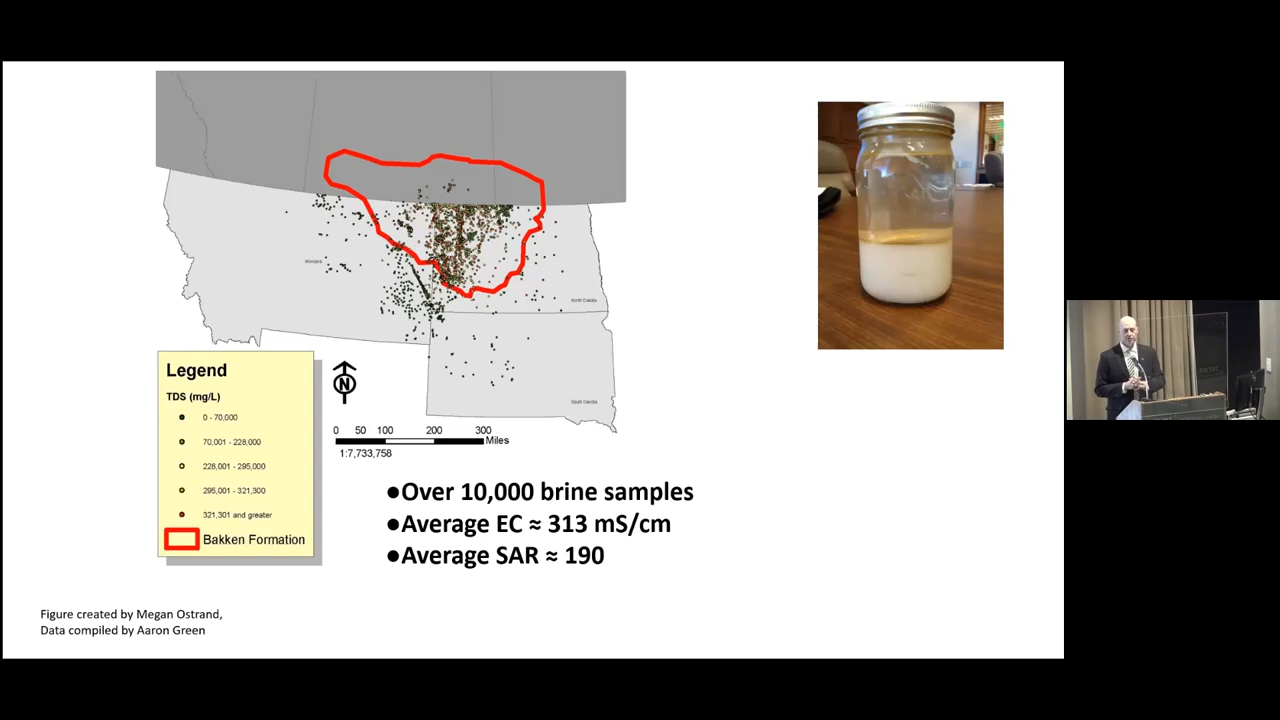 Montana
North Dakota
South Dakota
Legend
TDS (mg/L)
0 - 70,000
70,001 - 228,000
228,001 - 295,000
295,001 - 321,300
321,301 and greater
Bakken Formation
N
0 50 100 200 300
Miles
1:7,733,758
●Over 10,000 brine samples
●Average EC ≈ 313 mS/cm
●Average SAR ≈ 190
Figure created by Megan Ostrand,
Data compiled by Aaron Green